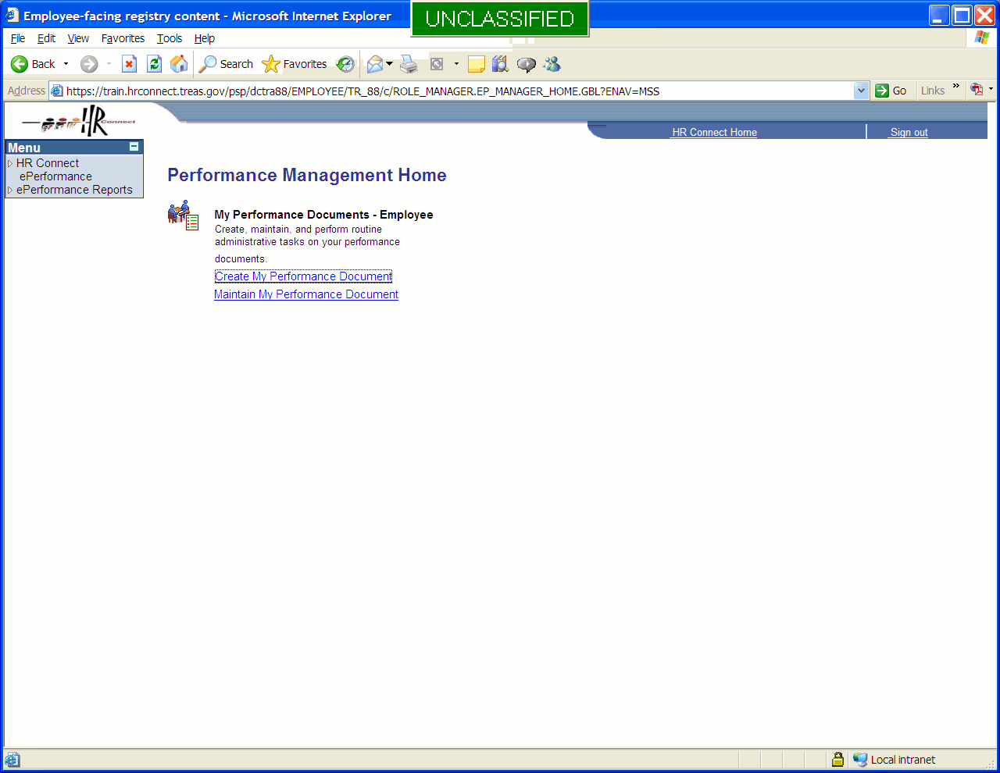 Employee-facing registry content - Microsoft Internet Explorer
UNCLASSIFIED
File Edit View Favorites Tools Help
Back Search Favorites
Address https://train.hrconnect.treas.gov/psp/dctra88/EMPLOYEE/TR_88/c/ROLE_MANAGER.EP_MANAGER_HOME.GBL?ENAV=MSS Go Links »
HR Connect
HR Connect Home Sign out
Menu
HR Connect
ePerformance
ePerformance Reports
Performance Management Home
My Performance Documents - Employee
Create, maintain, and perform routine
administrative tasks on your performance
documents.
Create My Performance Document
Maintain My Performance Document
Local intranet